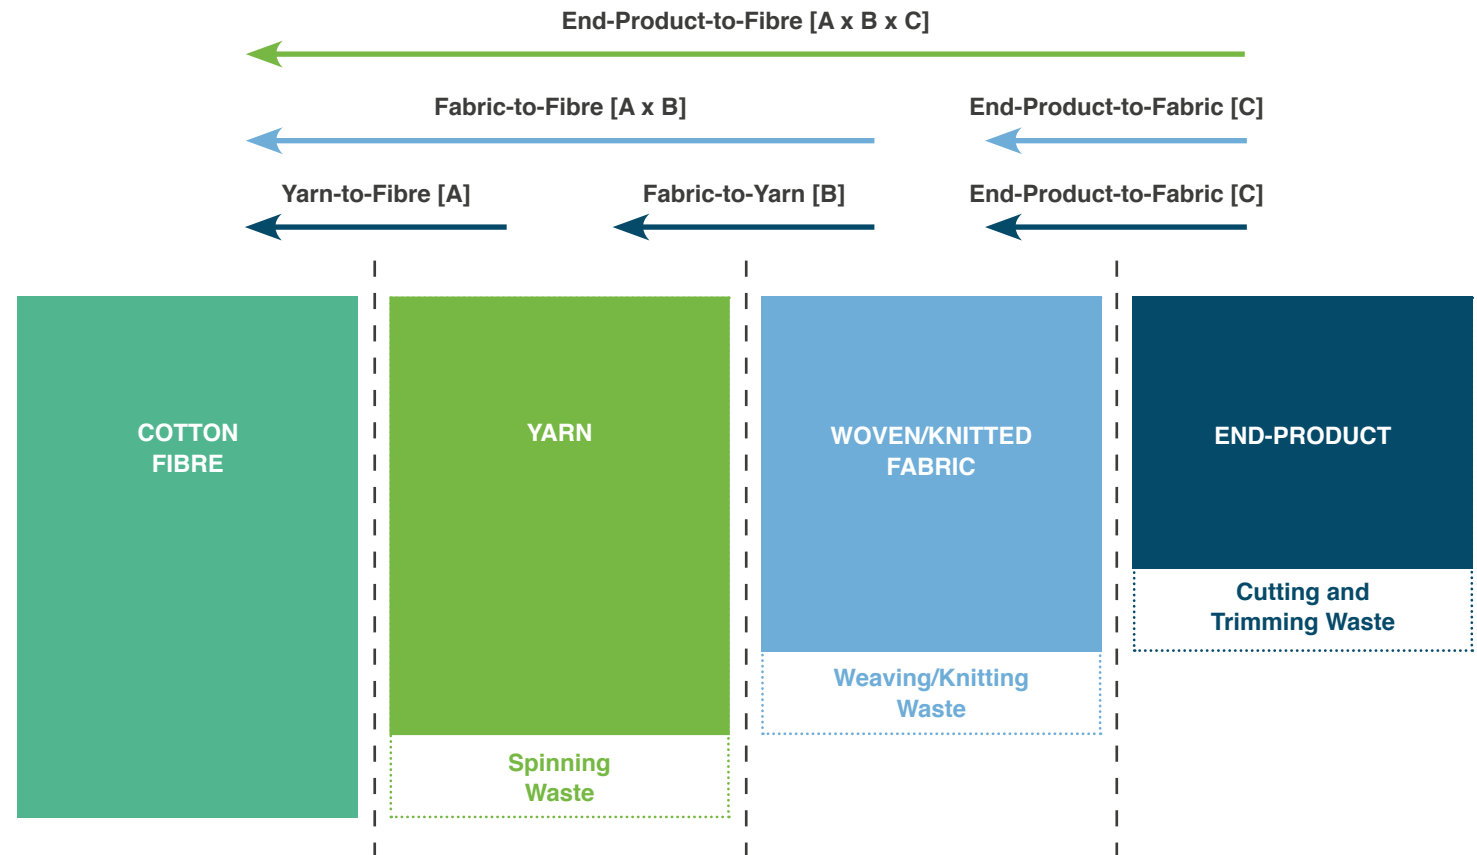 End-Product-to-Fibre [A x B x C]
Fabric-to-Fibre [A x B]
End-Product-to-Fabric [C]
Yarn-to-Fibre [A]
Fabric-to-Yarn [B]
End-Product-to-Fabric [C]
COTTON
FIBRE
YARN
WOVEN/KNITTED
FABRIC
END-PRODUCT
Cutting and
Trimming Waste
Weaving/Knitting
Waste
Spinning
Waste